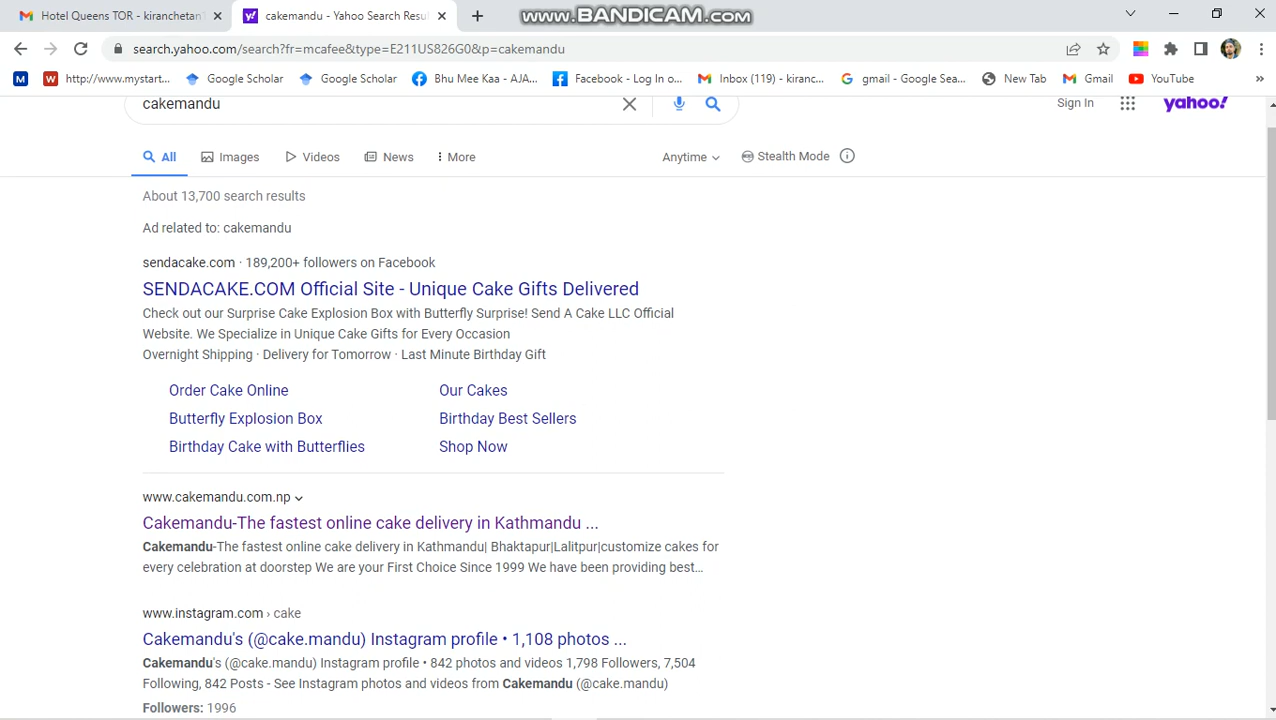 Hotel Queens TOR - kiranchetan
cakemandu - Yahoo Search Resu
www.BANDICAM.com
search.yahoo.com/search?fr=mcafee&type=E211US826G0&p=cakemandu
http://www.mystart...
Google Scholar
Google Scholar
Bhu Mee Kaa - AJA...
Facebook - Log In o...
Inbox (119) - kiranc...
gmail - Google Sea...
New Tab
Gmail
YouTube
cakemandu
Sign In
yahoo!
All
Images
Videos
News
More
Anytime
Stealth Mode
About 13,700 search results
Ad related to: cakemandu
sendacake.com · 189,200+ followers on Facebook
SENDACAKE.COM Official Site - Unique Cake Gifts Delivered
Check out our Surprise Cake Explosion Box with Butterfly Surprise! Send A Cake LLC Official
Website. We Specialize in Unique Cake Gifts for Every Occasion
Overnight Shipping · Delivery for Tomorrow · Last Minute Birthday Gift
Order Cake Online
Our Cakes
Butterfly Explosion Box
Birthday Best Sellers
Birthday Cake with Butterflies
Shop Now
www.cakemandu.com.np
Cakemandu-The fastest online cake delivery in Kathmandu ...
Cakemandu-The fastest online cake delivery in Kathmandu| Bhaktapur|Lalitpur|customize cakes for
every celebration at doorstep We are your First Choice Since 1999 We have been providing best…
www.instagram.com › cake
Cakemandu's (@cake.mandu) Instagram profile • 1,108 photos ...
Cakemandu's (@cake.mandu) Instagram profile • 842 photos and videos 1,798 Followers, 7,504
Following, 842 Posts - See Instagram photos and videos from Cakemandu (@cake.mandu)
Followers: 1996